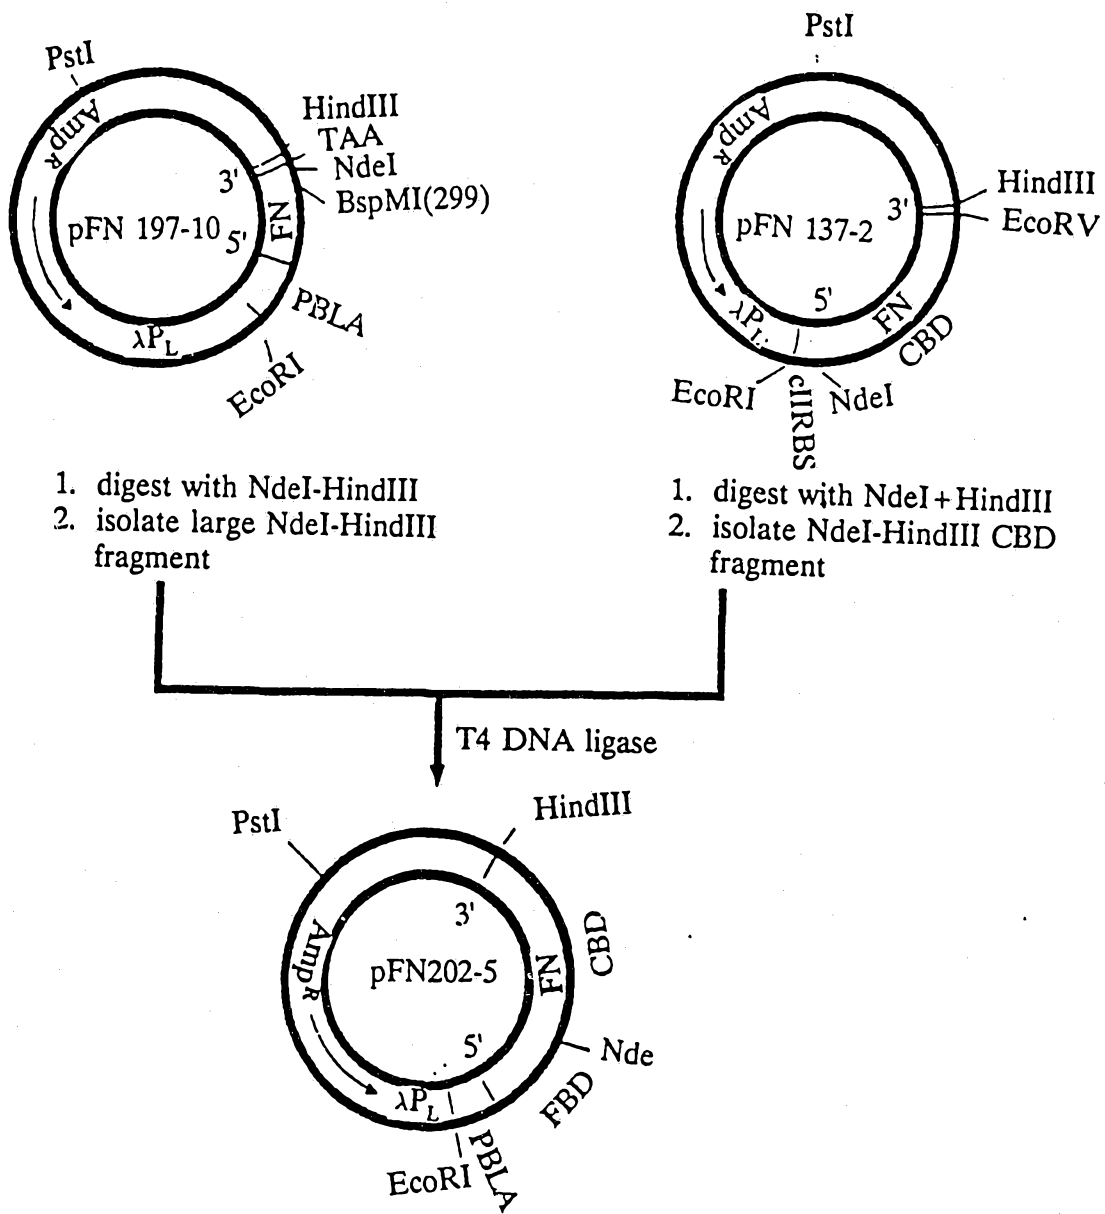 PstI
Amp R
HindIII
TAA
NdeI
BspMI(299)
3'
pFN 197-10
5'
FN
PBLA
λPL
EcoRI
PstI
Amp R
HindIII
EcoRV
3'
pFN 137-2
5'
FN
CBD
λPL
EcoRI
cIIRBS
NdeI
1. digest with NdeI-HindIII
2. isolate large NdeI-HindIII
fragment
1. digest with NdeI+HindIII
2. isolate NdeI-HindIII CBD
fragment
T4 DNA ligase
PstI
HindIII
3'
CBD
FN
Amp R
pFN202-5
5'
Nde
FBD
λPL
PBLA
EcoRI